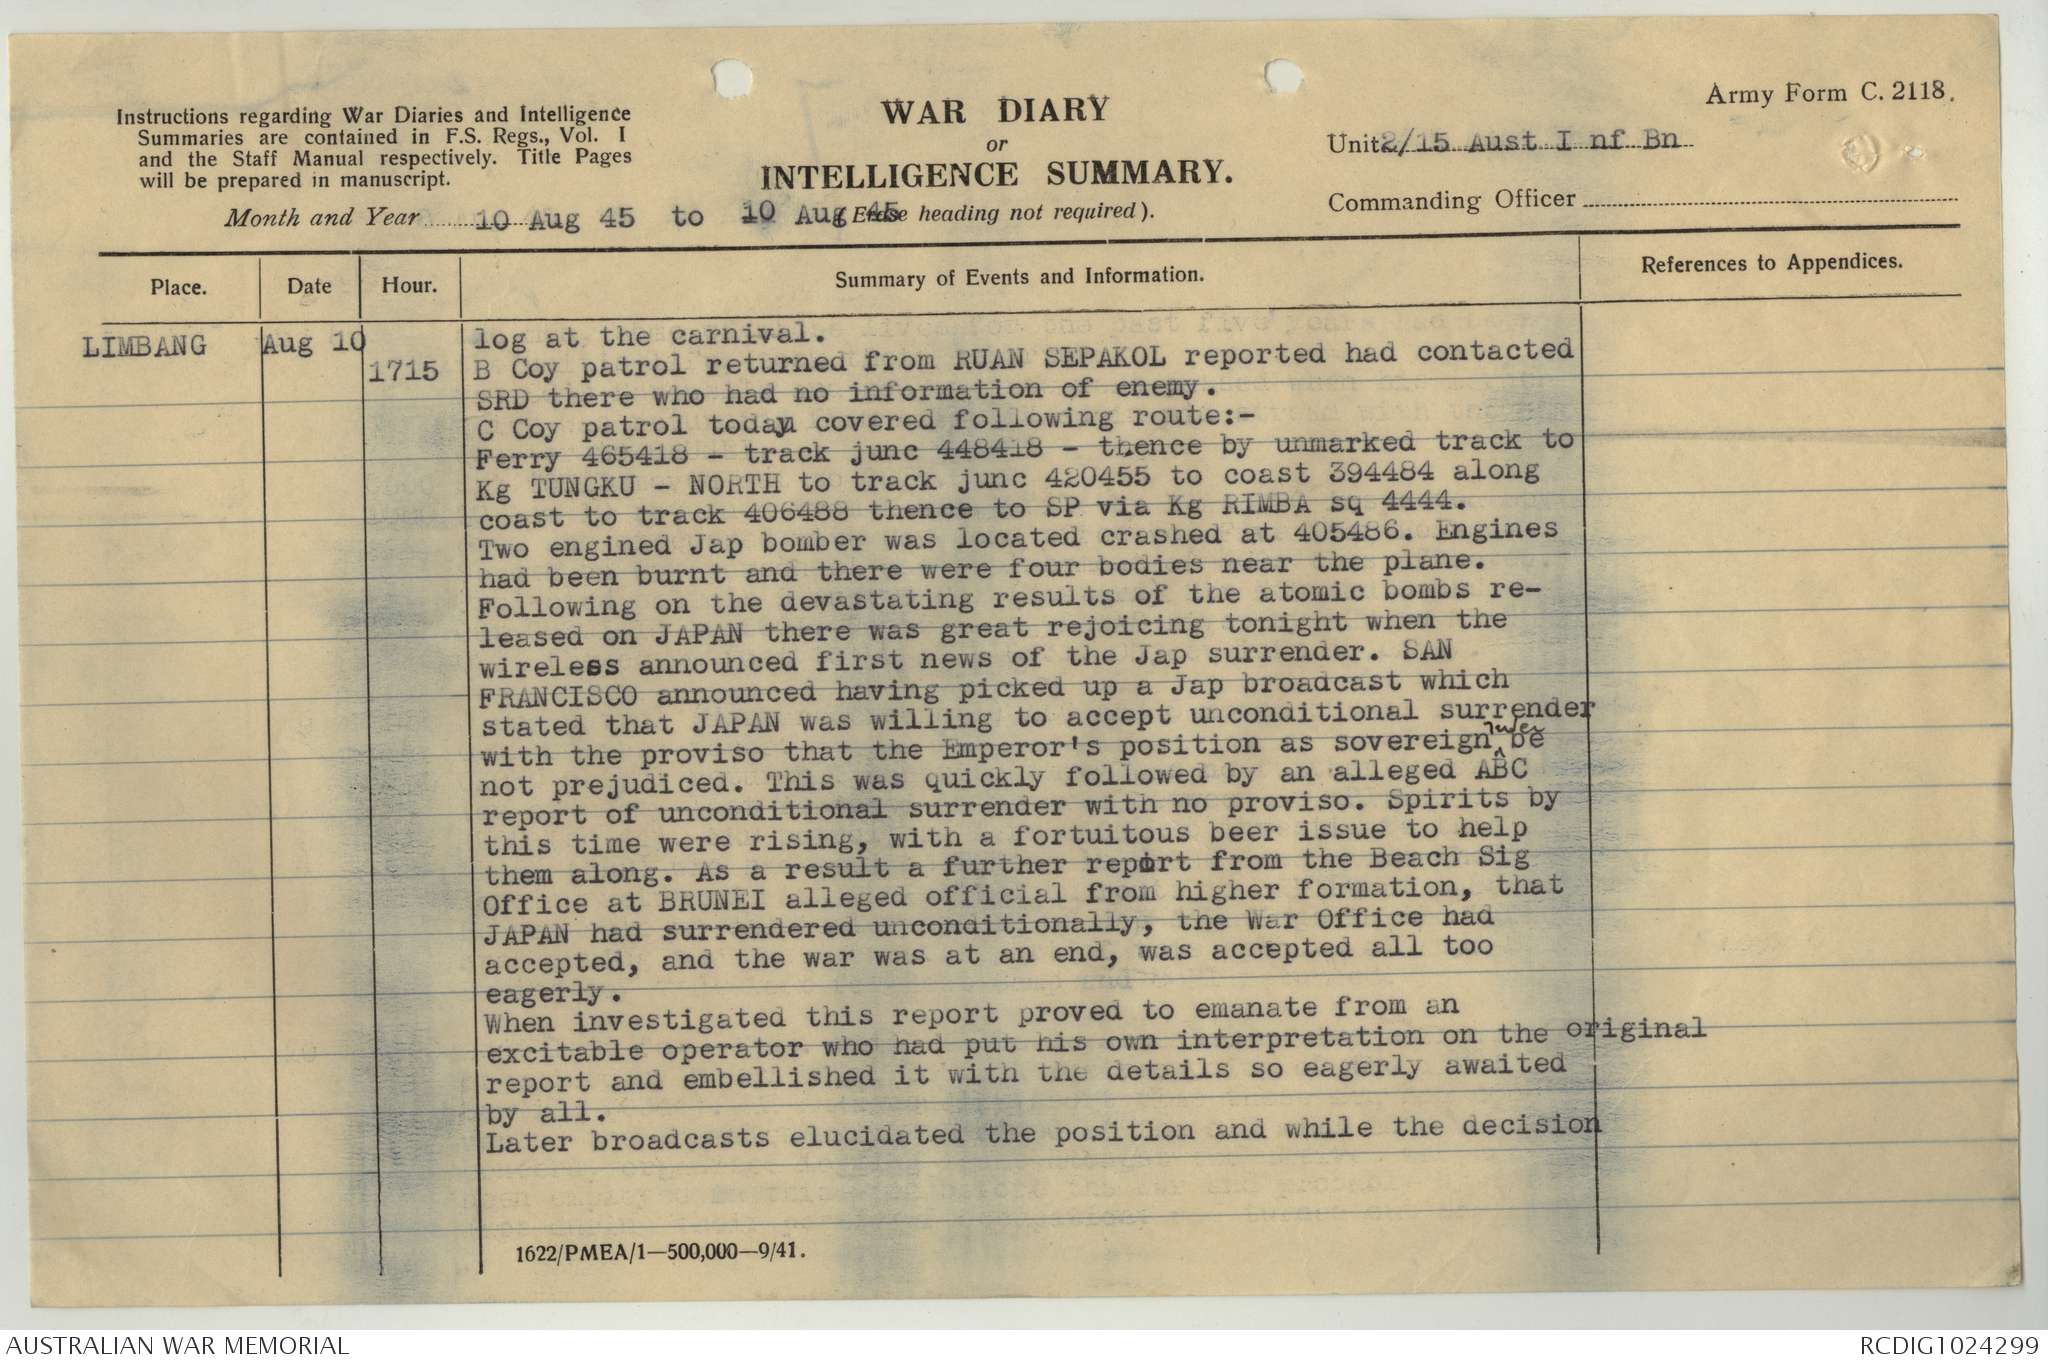 Army Form C. 2118.
Instructions regarding War Diaries and Intelligence
Summaries are contained in F.S. Regs., Vol. I
and the Staff Manual respectively. Title Pages
will be prepared in manuscript.
WAR DIARY
or
INTELLIGENCE SUMMARY.
Unit 2/15 Aust I nf Bn
Commanding Officer
Month and Year 10 Aug 45 to 10 Aug 45 (Erase heading not required).
Place.
Date
Hour.
Summary of Events and Information.
References to Appendices.
LIMBANG Aug 10 log at the carnival.
1715 B Coy patrol returned from RUAN SEPAKOL reported had contacted
SRD there who had no information of enemy.
C Coy patrol today covered following route:-
Ferry 465418 - track junc 448418 - thence by unmarked track to
Kg TUNGKU - NORTH to track junc 420455 to coast 394484 along
coast to track 406488 thence to SP via Kg RIMBA sq 4444.
Two engined Jap bomber was located crashed at 405486. Engines
had been burnt and there were four bodies near the plane.
Following on the devastating results of the atomic bombs re-
leased on JAPAN there was great rejoicing tonight when the
wireless announced first news of the Jap surrender. SAN
FRANCISCO announced having picked up a Jap broadcast which
stated that JAPAN was willing to accept unconditional surrender
with the proviso that the Emperor's position as sovereign ruler be
not prejudiced. This was quickly followed by an alleged ABC
report of unconditional surrender with no proviso. Spirits by
this time were rising, with a fortuitous beer issue to help
them along. As a result a further report from the Beach Sig
Office at BRUNEI alleged official from higher formation, that
JAPAN had surrendered unconditionally, the War Office had
accepted, and the war was at an end, was accepted all too
eagerly.
When investigated this report proved to emanate from an
excitable operator who had put his own interpretation on the original
report and embellished it with the details so eagerly awaited
by all.
Later broadcasts elucidated the position and while the decision
1622/PMEA/1—500,000—9/41.
AUSTRALIAN WAR MEMORIAL
RCDIG1024299